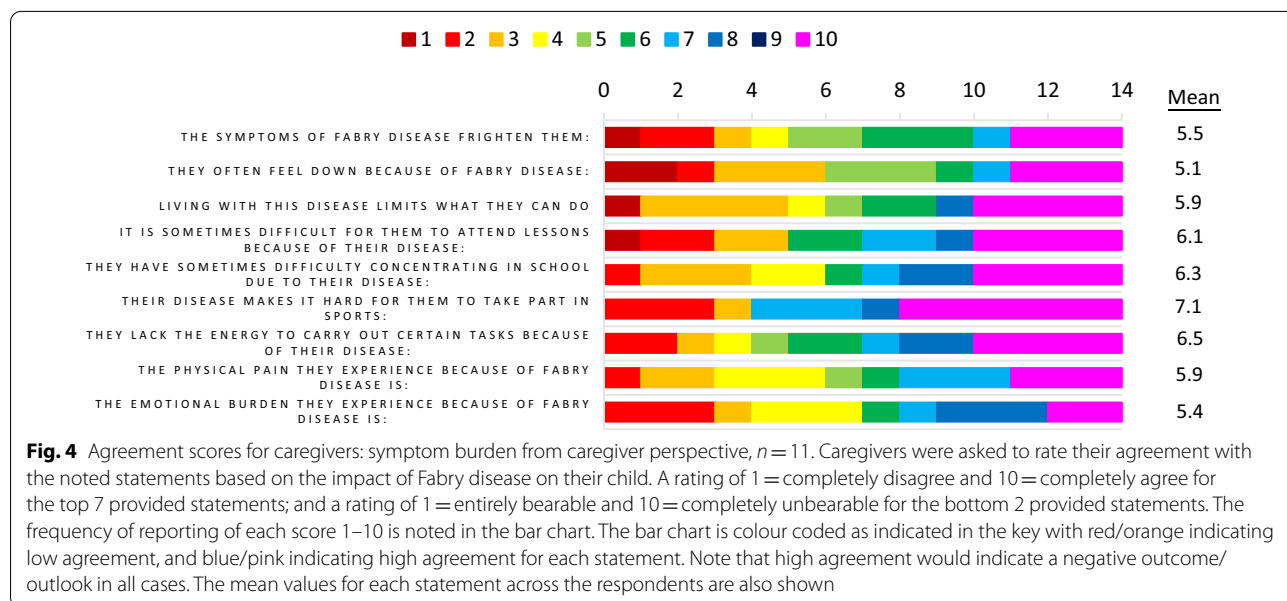 1 2 3 4 5 6 7 8 9 10
0 2 4 6 8 10 12 14 Mean
THE SYMPTOMS OF FABRY DISEASE FRIGHTEN THEM: 5.5
THEY OFTEN FEEL DOWN BECAUSE OF FABRY DISEASE: 5.1
LIVING WITH THIS DISEASE LIMITS WHAT THEY CAN DO 5.9
IT IS SOMETIMES DIFFICULT FOR THEM TO ATTEND LESSONS
BECAUSE OF THEIR DISEASE: 6.1
THEY HAVE SOMETIMES DIFFICULTY CONCENTRATING IN SCHOOL
DUE TO THEIR DISEASE: 6.3
THEIR DISEASE MAKES IT HARD FOR THEM TO TAKE PART IN
SPORTS: 7.1
THEY LACK THE ENERGY TO CARRY OUT CERTAIN TASKS BECAUSE
OF THEIR DISEASE: 6.5
THE PHYSICAL PAIN THEY EXPERIENCE BECAUSE OF FABRY
DISEASE IS: 5.9
THE EMOTIONAL BURDEN THEY EXPERIENCE BECAUSE OF FABRY
DISEASE IS: 5.4
Fig. 4 Agreement scores for caregivers: symptom burden from caregiver perspective, n = 11. Caregivers were asked to rate their agreement with
the noted statements based on the impact of Fabry disease on their child. A rating of 1 = completely disagree and 10 = completely agree for
the top 7 provided statements; and a rating of 1 = entirely bearable and 10 = completely unbearable for the bottom 2 provided statements. The
frequency of reporting of each score 1–10 is noted in the bar chart. The bar chart is colour coded as indicated in the key with red/orange indicating
low agreement, and blue/pink indicating high agreement for each statement. Note that high agreement would indicate a negative outcome/
outlook in all cases. The mean values for each statement across the respondents are also shown